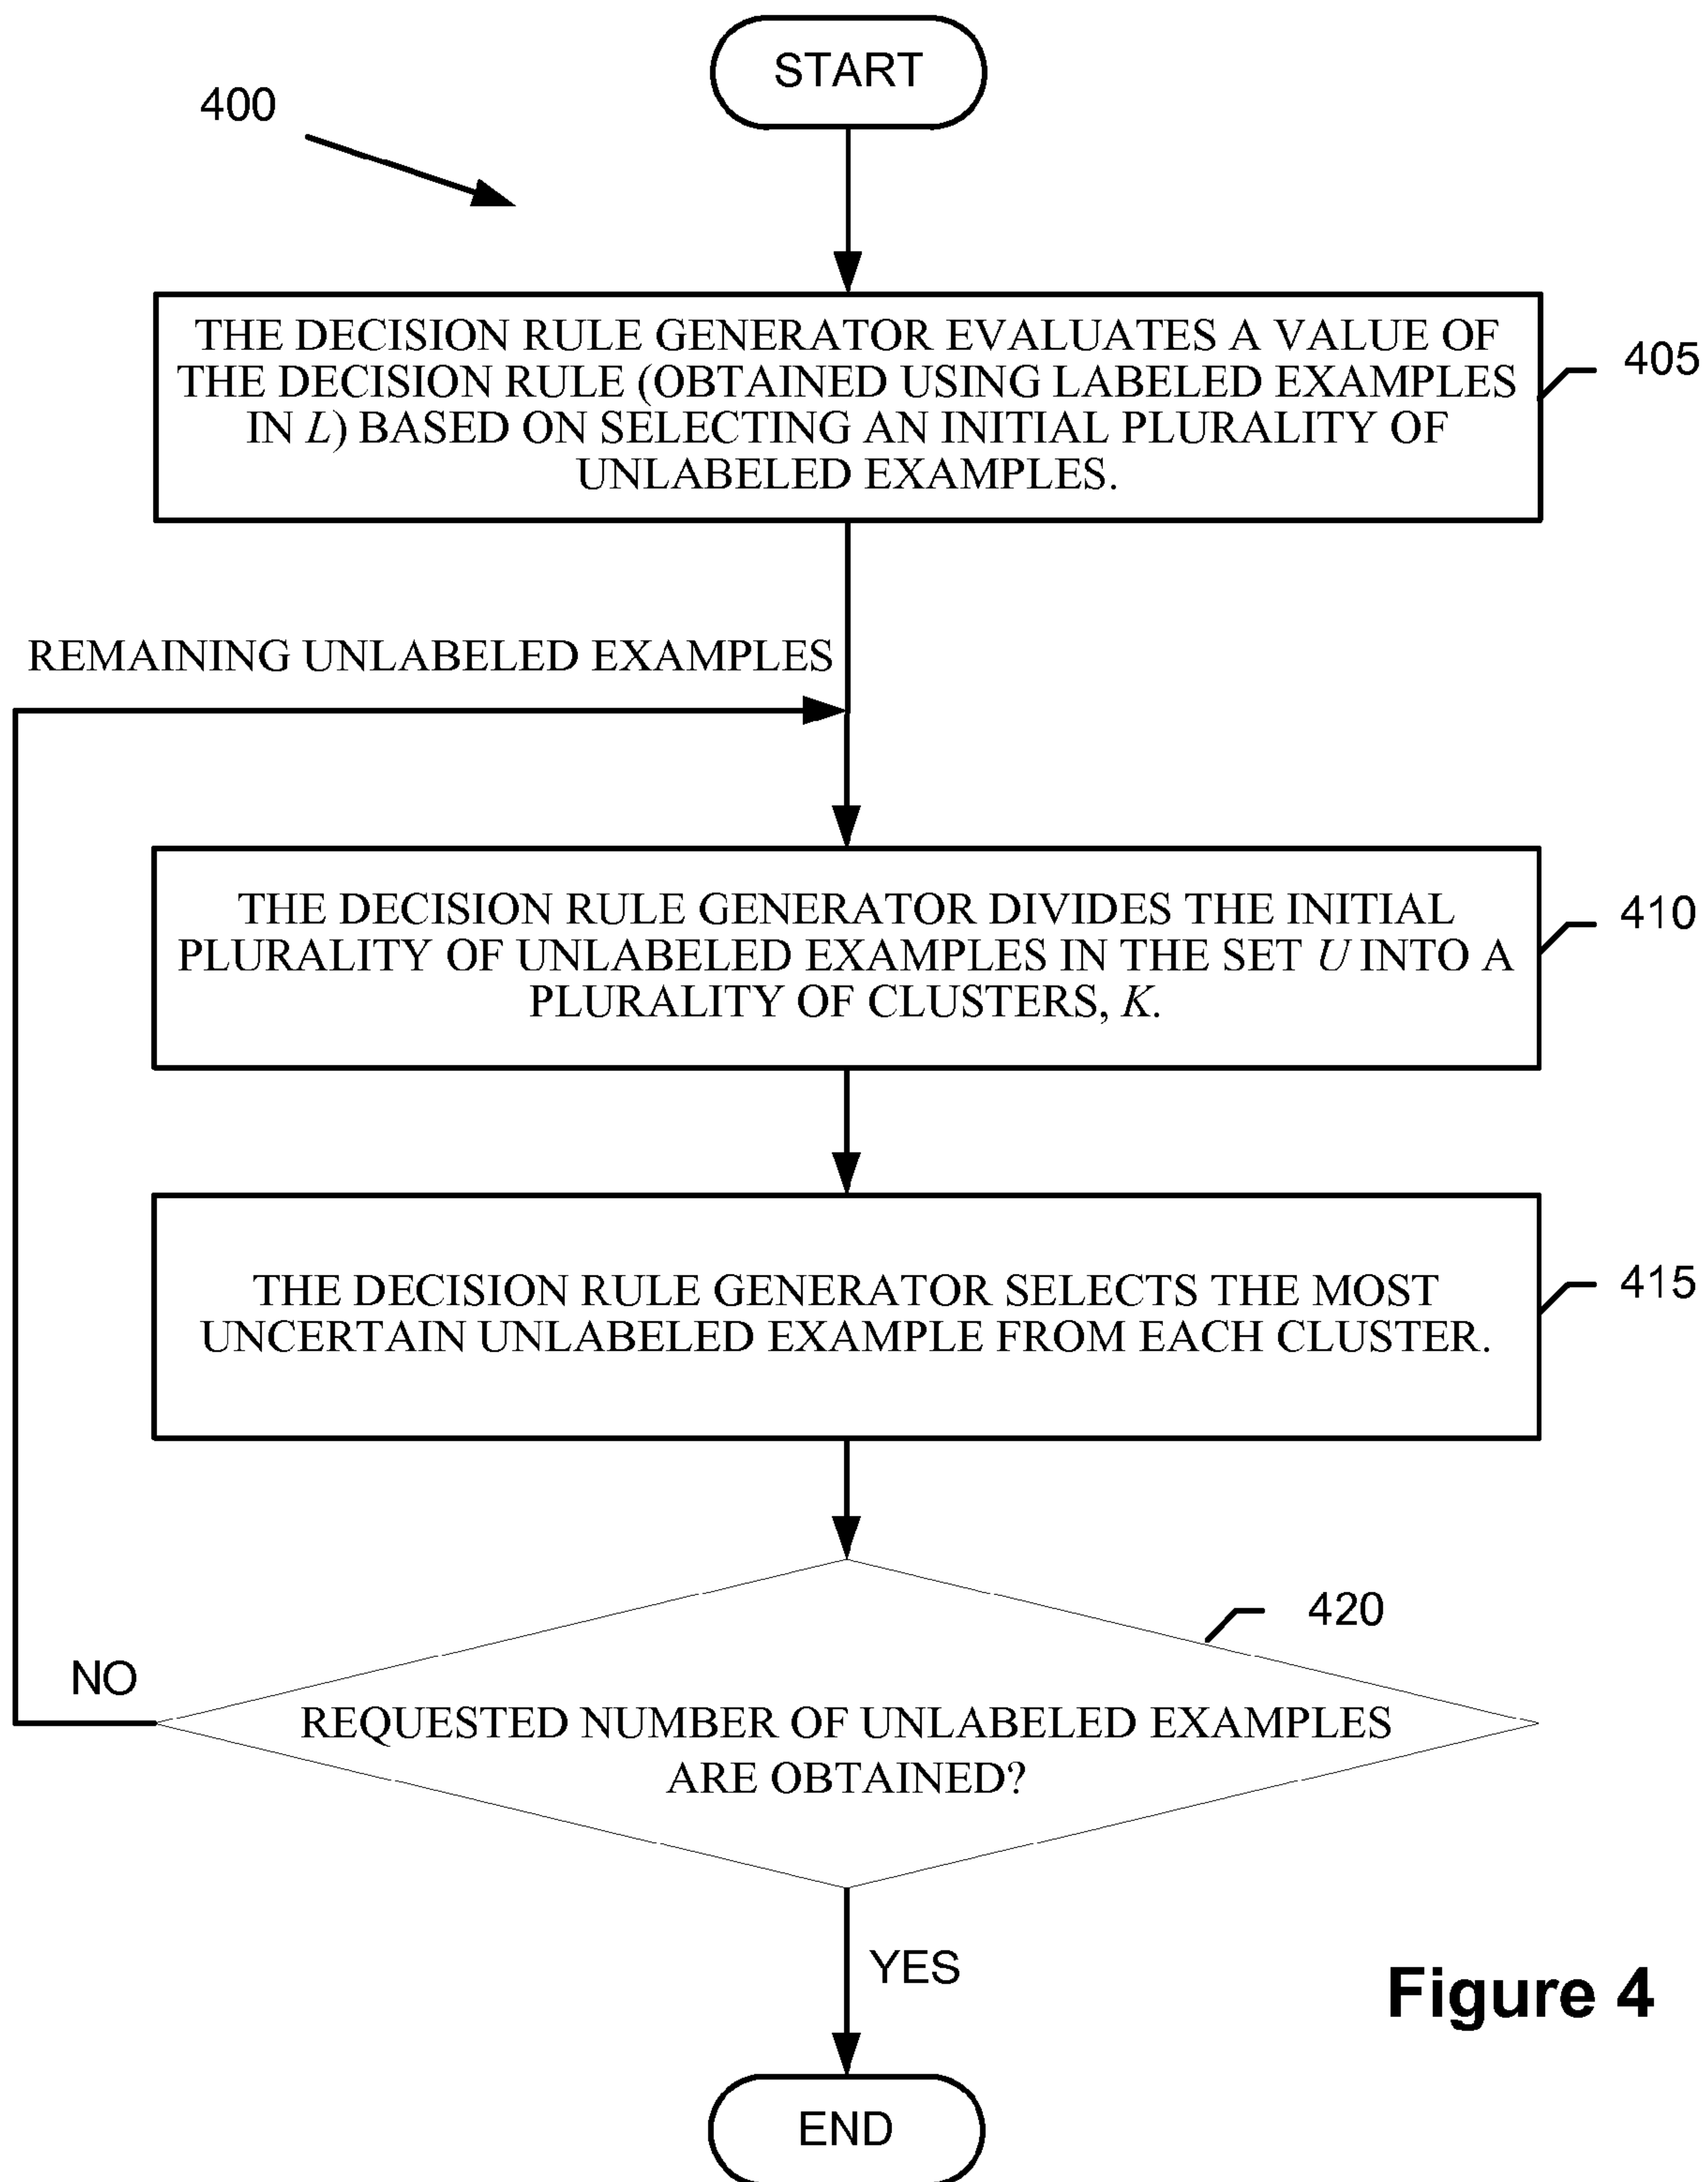 START
400
THE DECISION RULE GENERATOR EVALUATES A VALUE OF
THE DECISION RULE (OBTAINED USING LABELED EXAMPLES
IN L) BASED ON SELECTING AN INITIAL PLURALITY OF
UNLABELED EXAMPLES.
405
REMAINING UNLABELED EXAMPLES
THE DECISION RULE GENERATOR DIVIDES THE INITIAL
PLURALITY OF UNLABELED EXAMPLES IN THE SET U INTO A
PLURALITY OF CLUSTERS, K.
410
THE DECISION RULE GENERATOR SELECTS THE MOST
UNCERTAIN UNLABELED EXAMPLE FROM EACH CLUSTER.
415
420
NO
REQUESTED NUMBER OF UNLABELED EXAMPLES
ARE OBTAINED?
YES
Figure 4
END